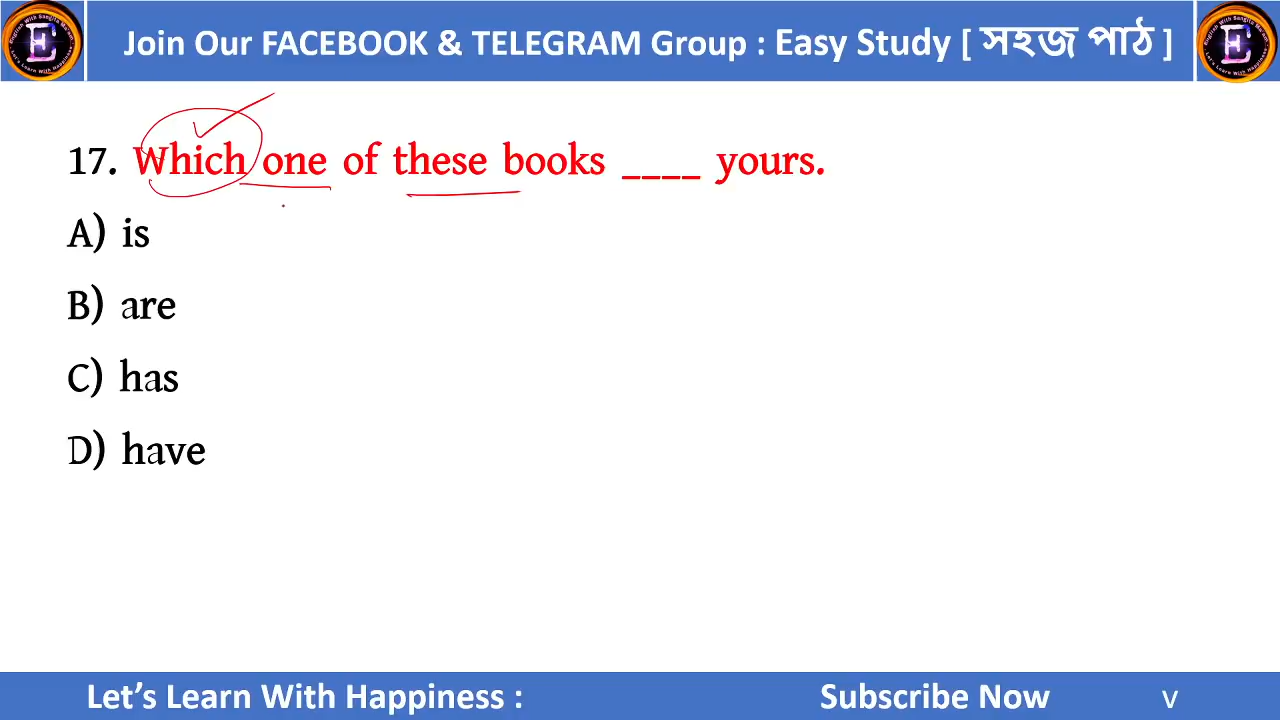 Join Our FACEBOOK & TELEGRAM Group : Easy Study [ সহজ পাঠ ]
17. Which one of these books ____ yours.
A) is
B) are
C) has
D) have
Let's Learn With Happiness :
Subscribe Now
v